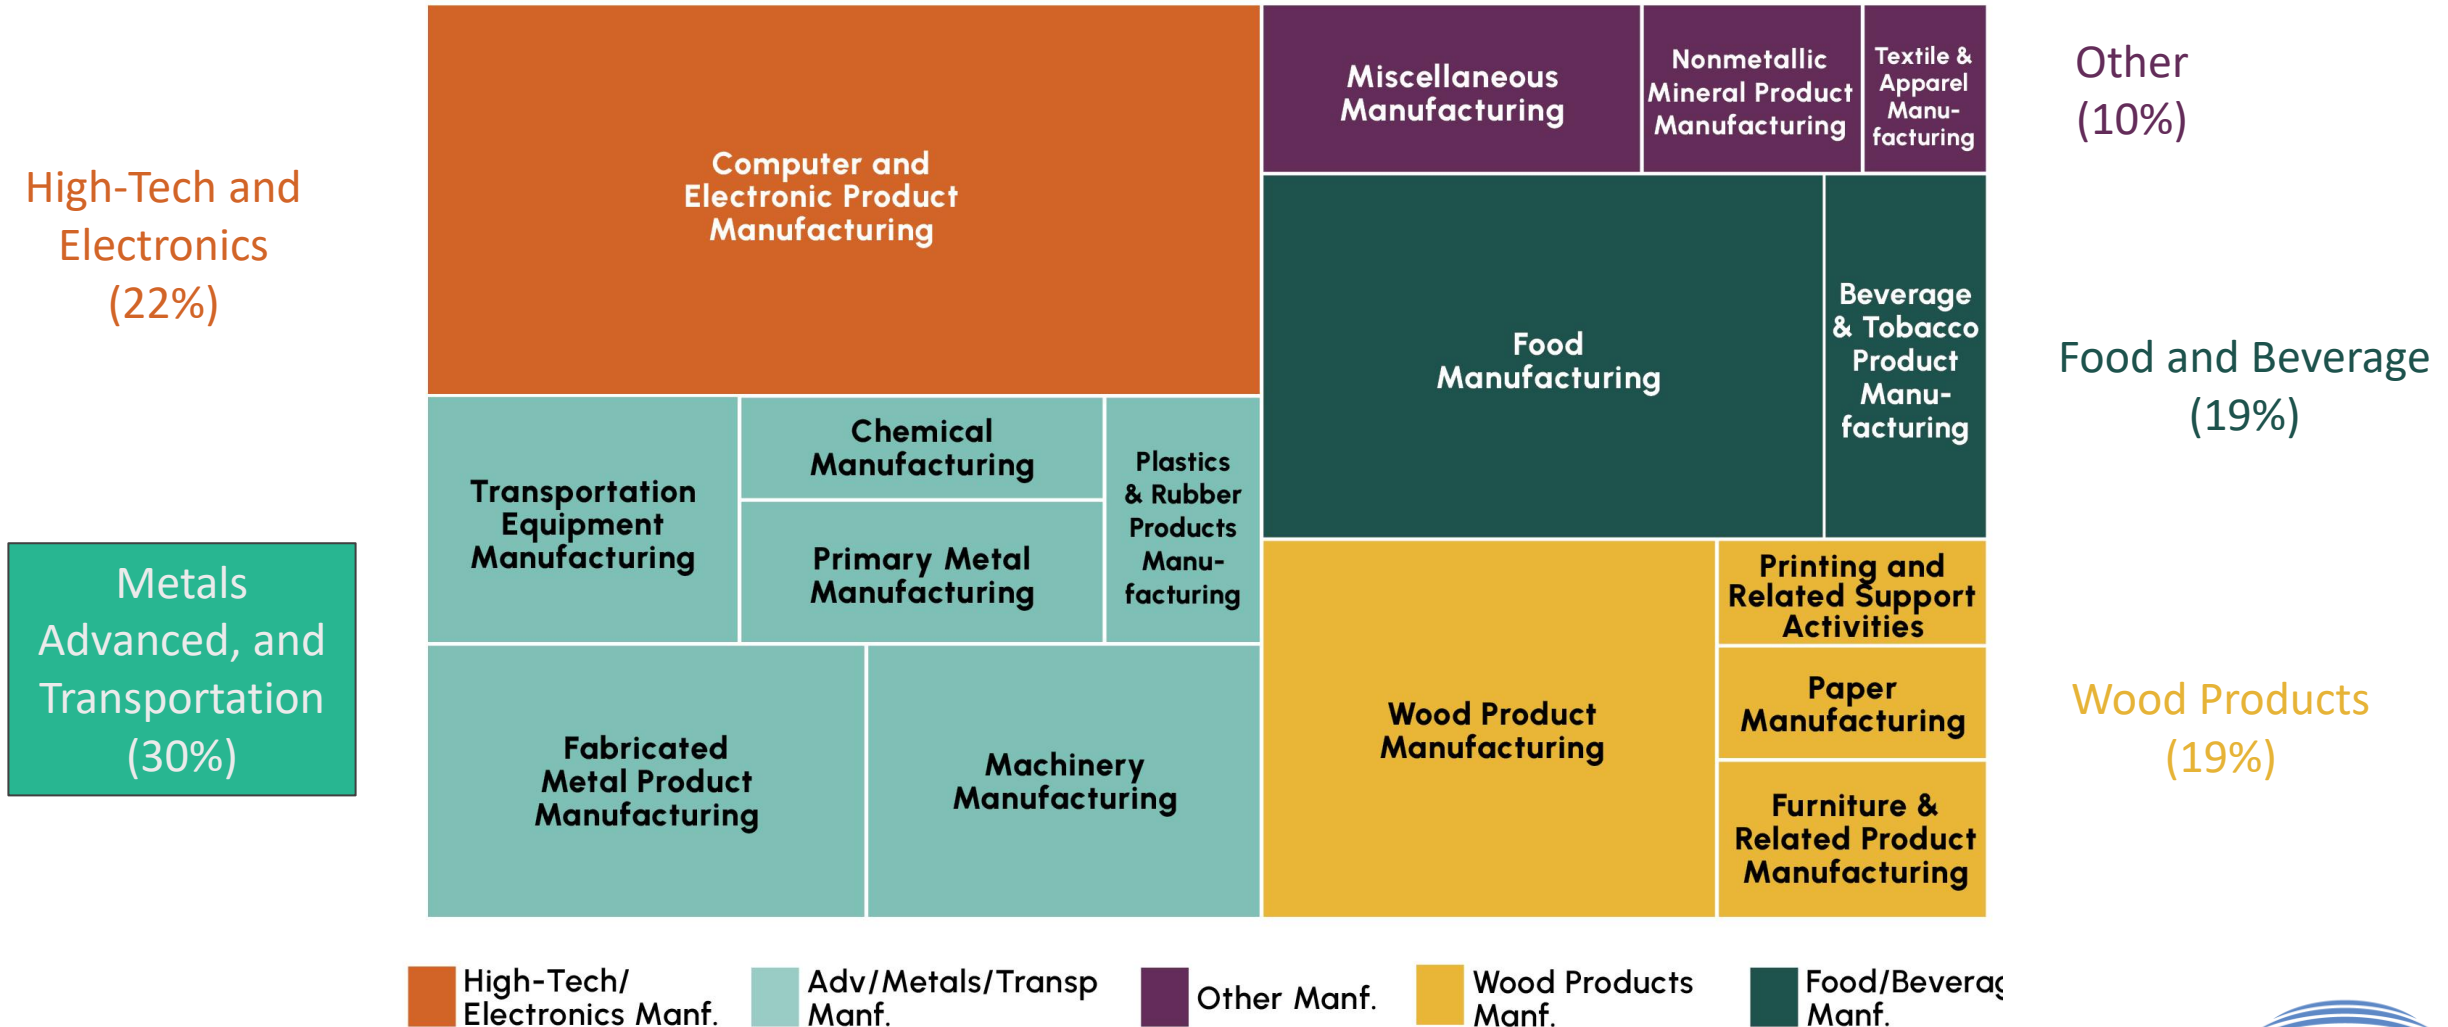 High-Tech and
Electronics
(22%)
Metals
Advanced, and
Transportation
(30%)
Computer and
Electronic Product
Manufacturing
Transportation
Equipment
Manufacturing
Chemical
Manufacturing
Primary Metal
Manufacturing
Plastics
& Rubber
Products
Manu-
facturing
Fabricated
Metal Product
Manufacturing
Machinery
Manufacturing
Miscellaneous
Manufacturing
Nonmetallic
Mineral Product
Manufacturing
Textile &
Apparel
Manu-
facturing
Food
Manufacturing
Beverage
& Tobacco
Product
Manu-
facturing
Wood Product
Manufacturing
Printing and
Related Support
Activities
Paper
Manufacturing
Furniture &
Related Product
Manufacturing
Other
(10%)
Food and Beverage
(19%)
Wood Products
(19%)
High-Tech/
Electronics Manf.
Adv/Metals/Transp
Manf.
Other Manf.
Wood Products
Manf.
Food/Beverag
Manf.